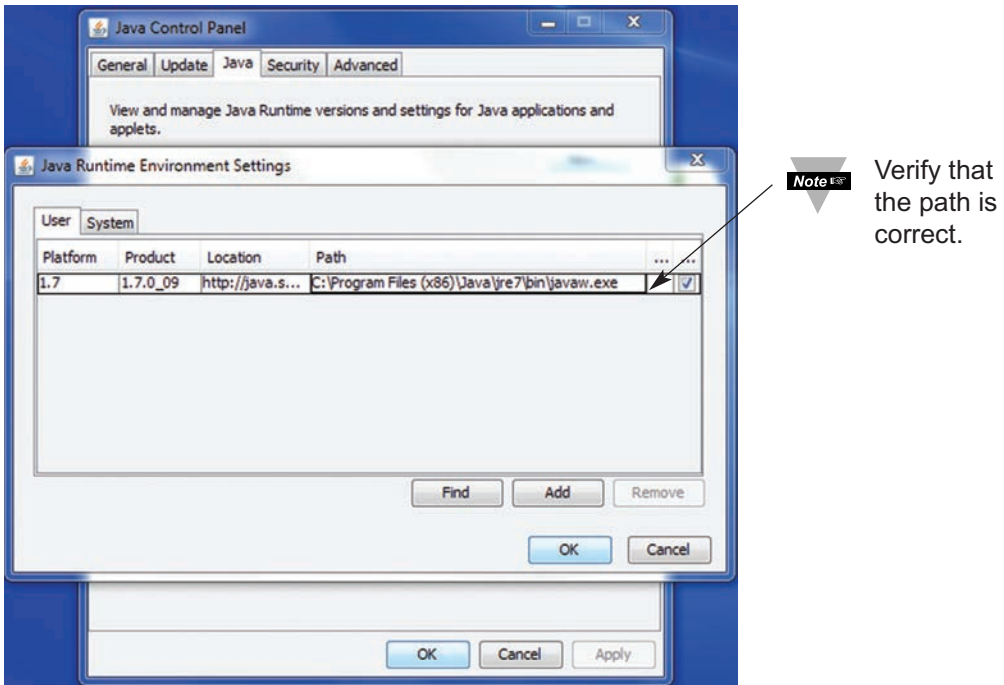 Java Control Panel
General Update Java Security Advanced
View and manage Java Runtime versions and settings for Java applications and
applets.
Java Runtime Environment Settings
User System
Platform Product Location Path ... ...
1.7 1.7.0_09 http://java.s... C:\Program Files (x86)\Java\jre7\bin\javaw.exe
Find Add Remove
OK Cancel
OK Cancel Apply
Note
Verify that
the path is
correct.